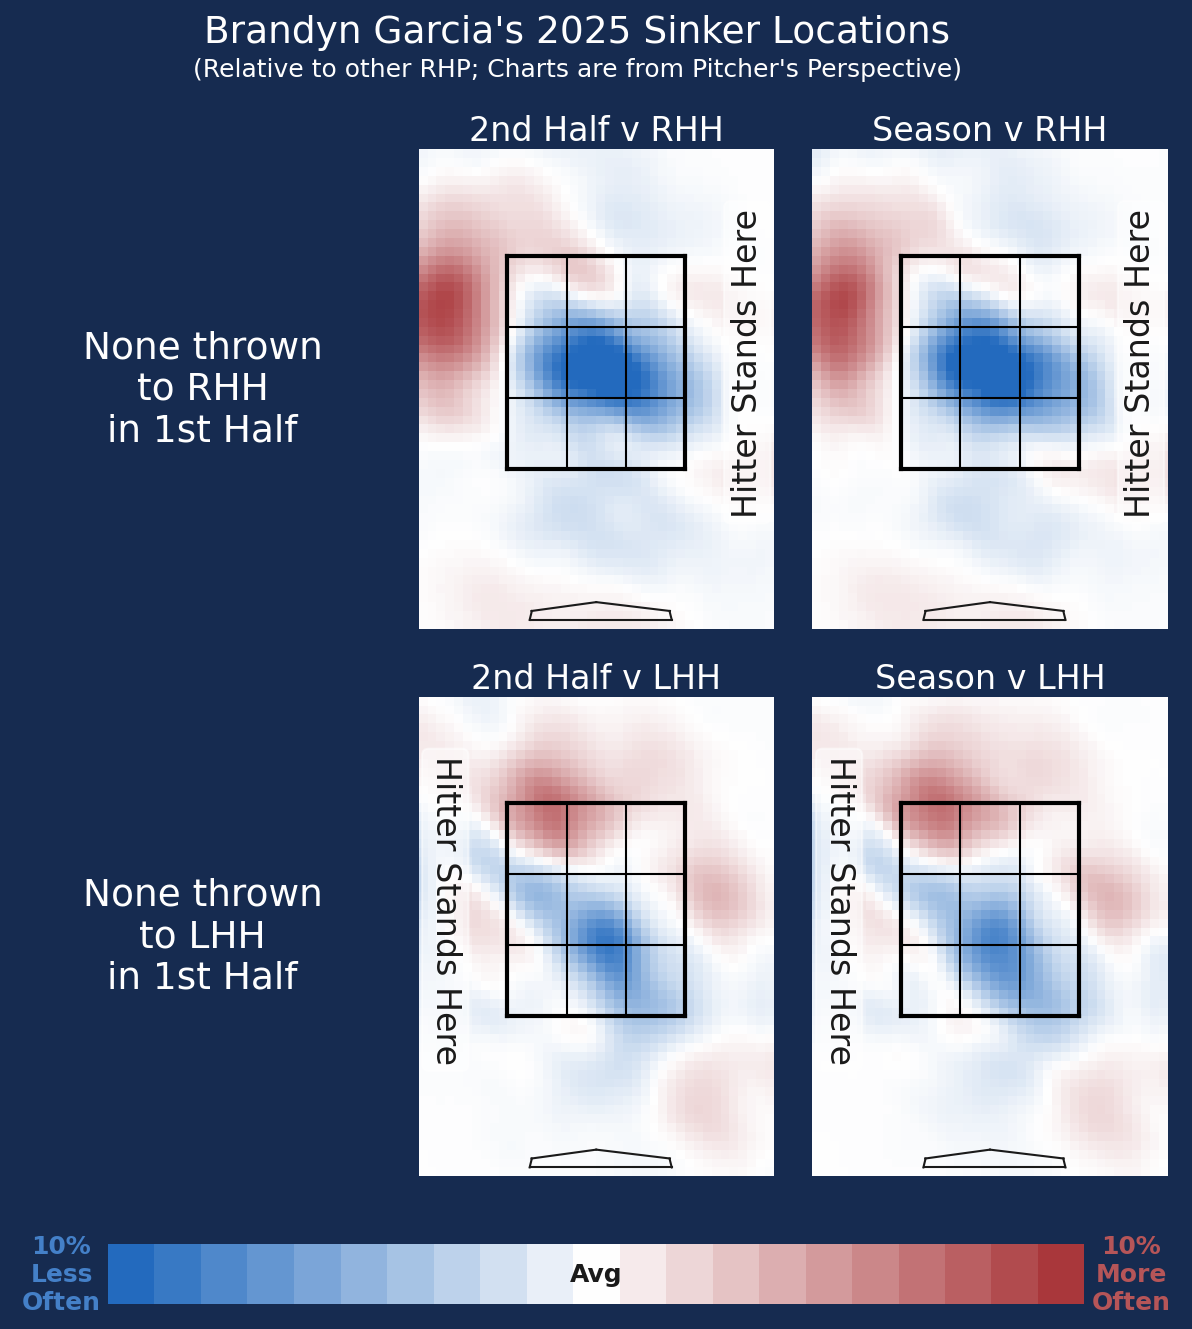 Brandyn Garcia's 2025 Sinker Locations
(Relative to other RHP; Charts are from Pitcher's Perspective)
2nd Half v RHH
Season v RHH
None thrown
to RHH
in 1st Half
Hitter Stands Here
Hitter Stands Here
2nd Half v LHH
Season v LHH
None thrown
to LHH
in 1st Half
Hitter Stands Here
Hitter Stands Here
10%
Less
Often
Avg
10%
More
Often